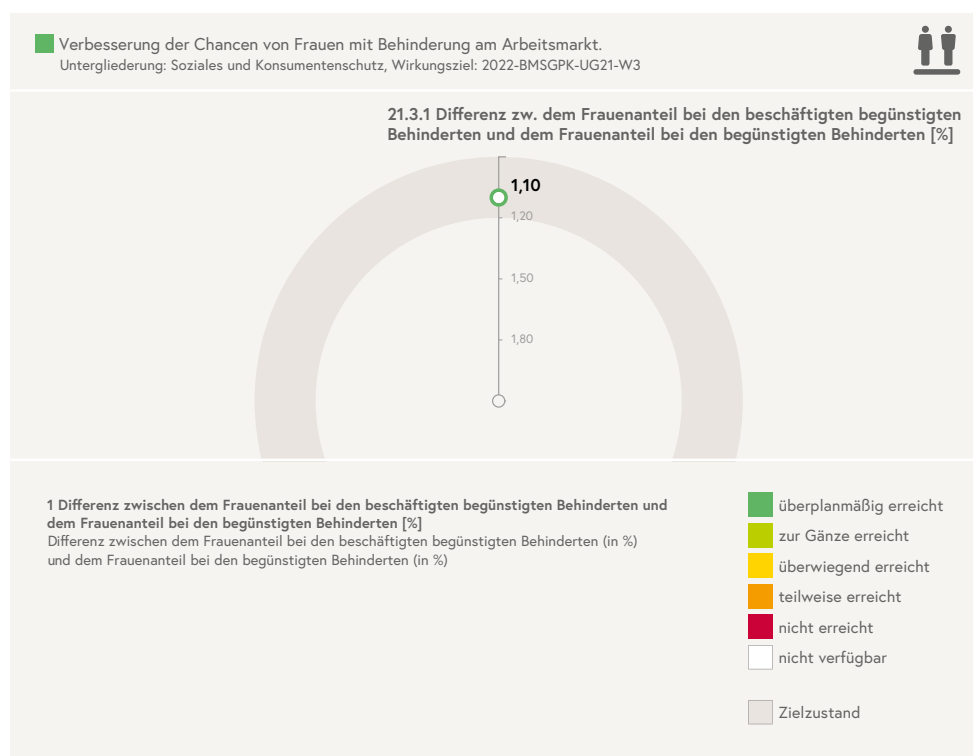 Verbesserung der Chancen von Frauen mit Behinderung am Arbeitsmarkt.
Untergliederung: Soziales und Konsumentenschutz, Wirkungsziel: 2022-BMSGPK-UG21-W3
21.3.1 Differenz zw. dem Frauenanteil bei den beschäftigten begünstigten
Behinderten und dem Frauenanteil bei den begünstigten Behinderten [%]
1,10
1,20
1,50
1,80
1 Differenz zwischen dem Frauenanteil bei den beschäftigten begünstigten Behinderten und
dem Frauenanteil bei den begünstigten Behinderten [%]
Differenz zwischen dem Frauenanteil bei den beschäftigten begünstigten Behinderten (in %)
und dem Frauenanteil bei den begünstigten Behinderten (in %)
überplanmäßig erreicht
zur Gänze erreicht
überwiegend erreicht
teilweise erreicht
nicht erreicht
nicht verfügbar
Zielzustand